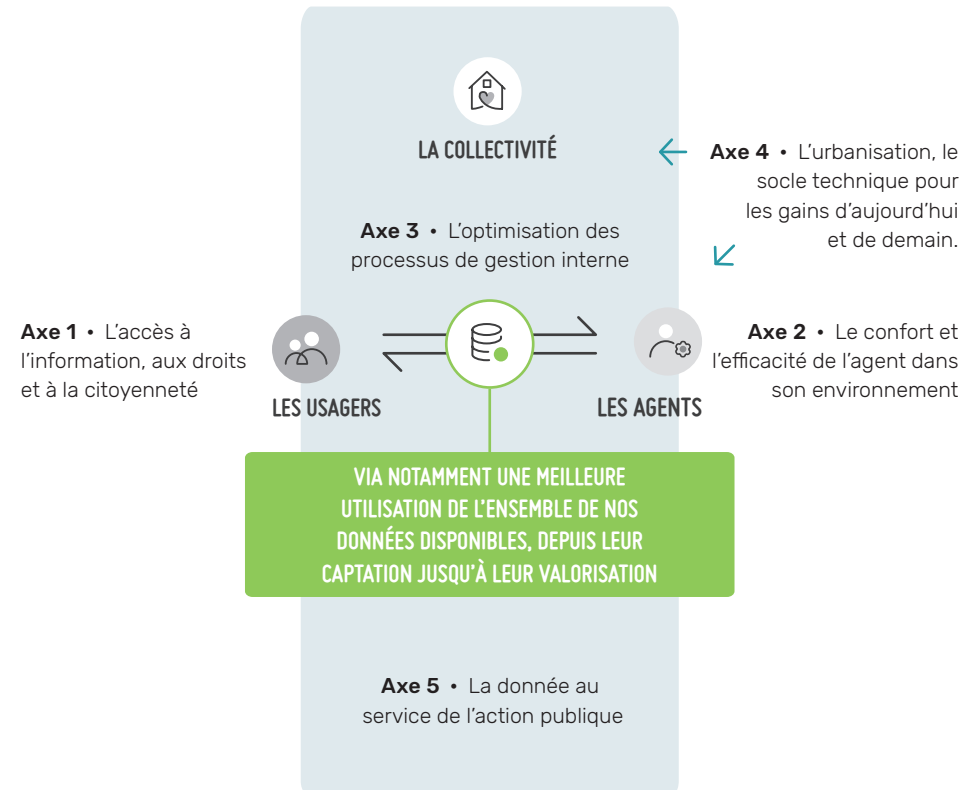 LA COLLECTIVITÉ
Axe 4 • L’urbanisation, le
socle technique pour
les gains d’aujourd’hui
et de demain.
Axe 3 • L’optimisation des
processus de gestion interne
Axe 1 • L’accès à
l’information, aux droits
et à la citoyenneté
LES USAGERS
LES AGENTS
Axe 2 • Le confort et
l’efficacité de l’agent dans
son environnement
VIA NOTAMMENT UNE MEILLEURE
UTILISATION DE L’ENSEMBLE DE NOS
DONNÉES DISPONIBLES, DEPUIS LEUR
CAPTATION JUSQU’À LEUR VALORISATION
Axe 5 • La donnée au
service de l’action publique